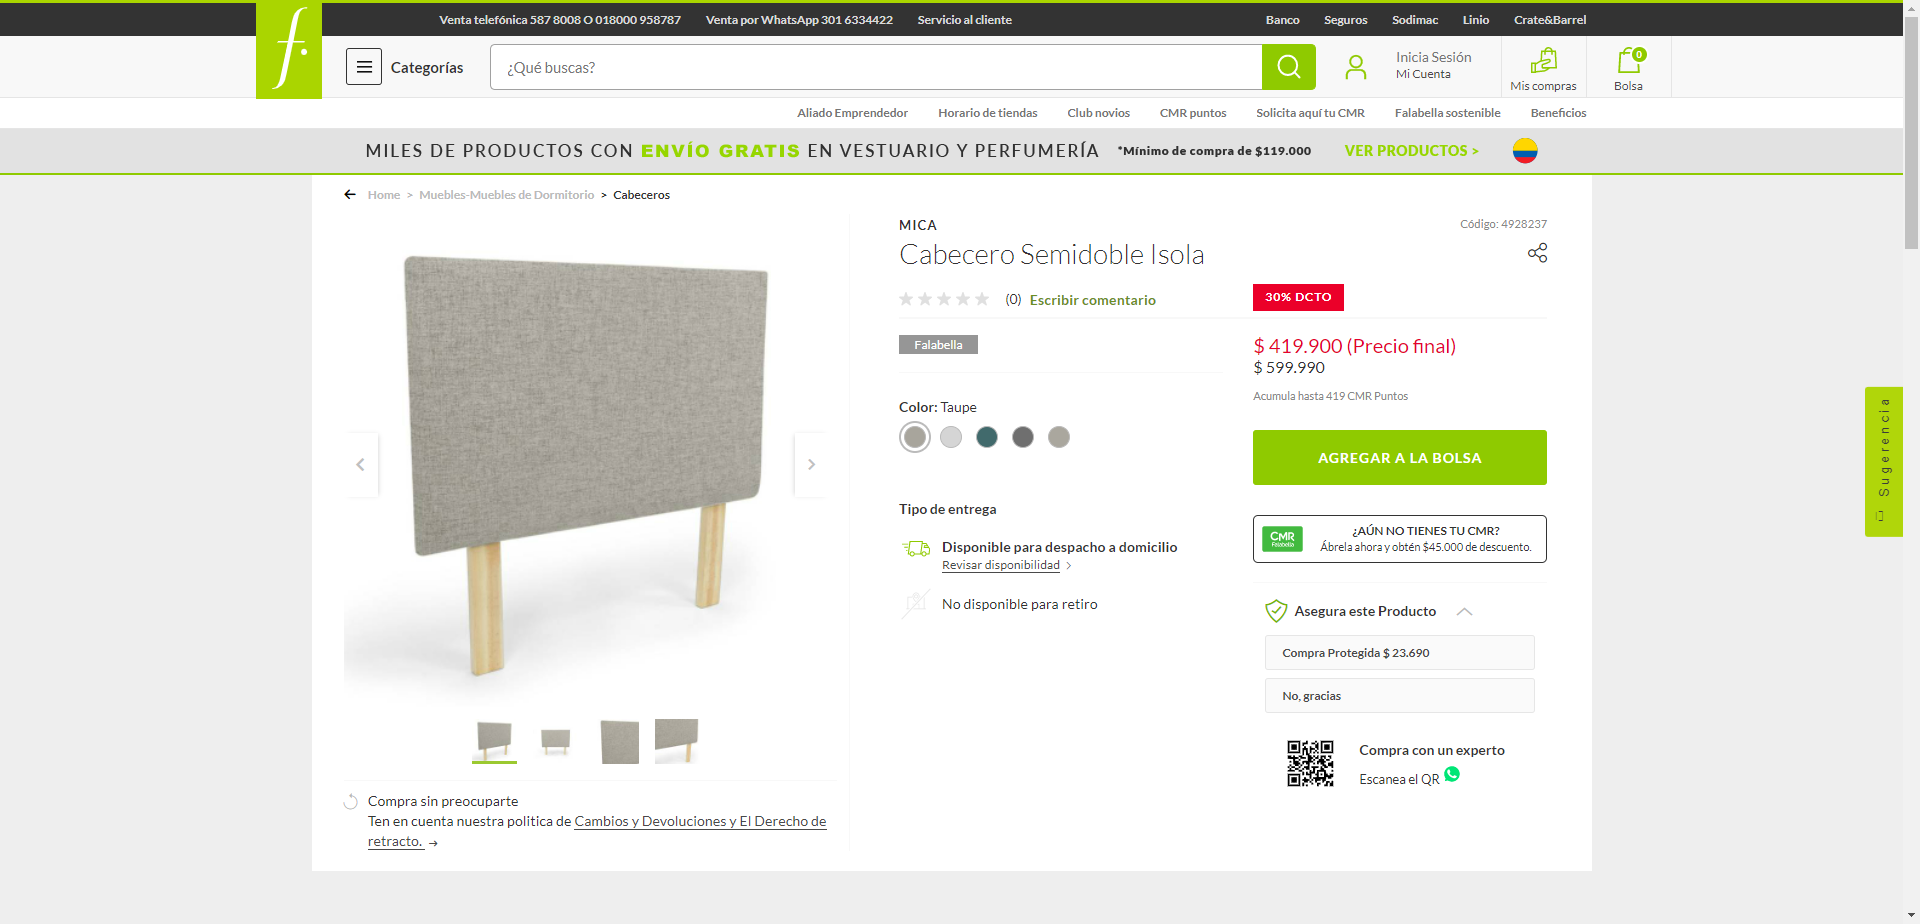 Venta telefónica 587 8008 O 018000 958787
Venta por WhatsApp 301 6334422
Servicio al cliente
Banco
Seguros
Sodimac
Linio
Crate&Barrel
f.
Categorías
¿Qué buscas?
Inicia Sesión
Mi Cuenta
Mis compras
0
Bolsa
Aliado Emprendedor
Horario de tiendas
Club novios
CMR puntos
Solicita aquí tu CMR
Falabella sostenible
Beneficios
MILES DE PRODUCTOS CON ENVÍO GRATIS EN VESTUARIO Y PERFUMERÍA *Mínimo de compra de $119.000 VER PRODUCTOS >
Home > Muebles-Muebles de Dormitorio > Cabeceros
MICA
Código: 4928237
Cabecero Semidoble Isola
(0) Escribir comentario
30% DCTO
Falabella
$ 419.900 (Precio final)
$ 599.990
Acumula hasta 419 CMR Puntos
Color: Taupe
AGREGAR A LA BOLSA
Tipo de entrega
Disponible para despacho a domicilio
Revisar disponibilidad >
No disponible para retiro
CMR
Falabella
¿AÚN NO TIENES TU CMR?
Ábrela ahora y obtén $45.000 de descuento.
Asegura este Producto
Compra Protegida $ 23.690
No, gracias
Compra con un experto
Escanea el QR
Compra sin preocuparte
Ten en cuenta nuestra politica de Cambios y Devoluciones y El Derecho de
retracto. →
Sugerencia